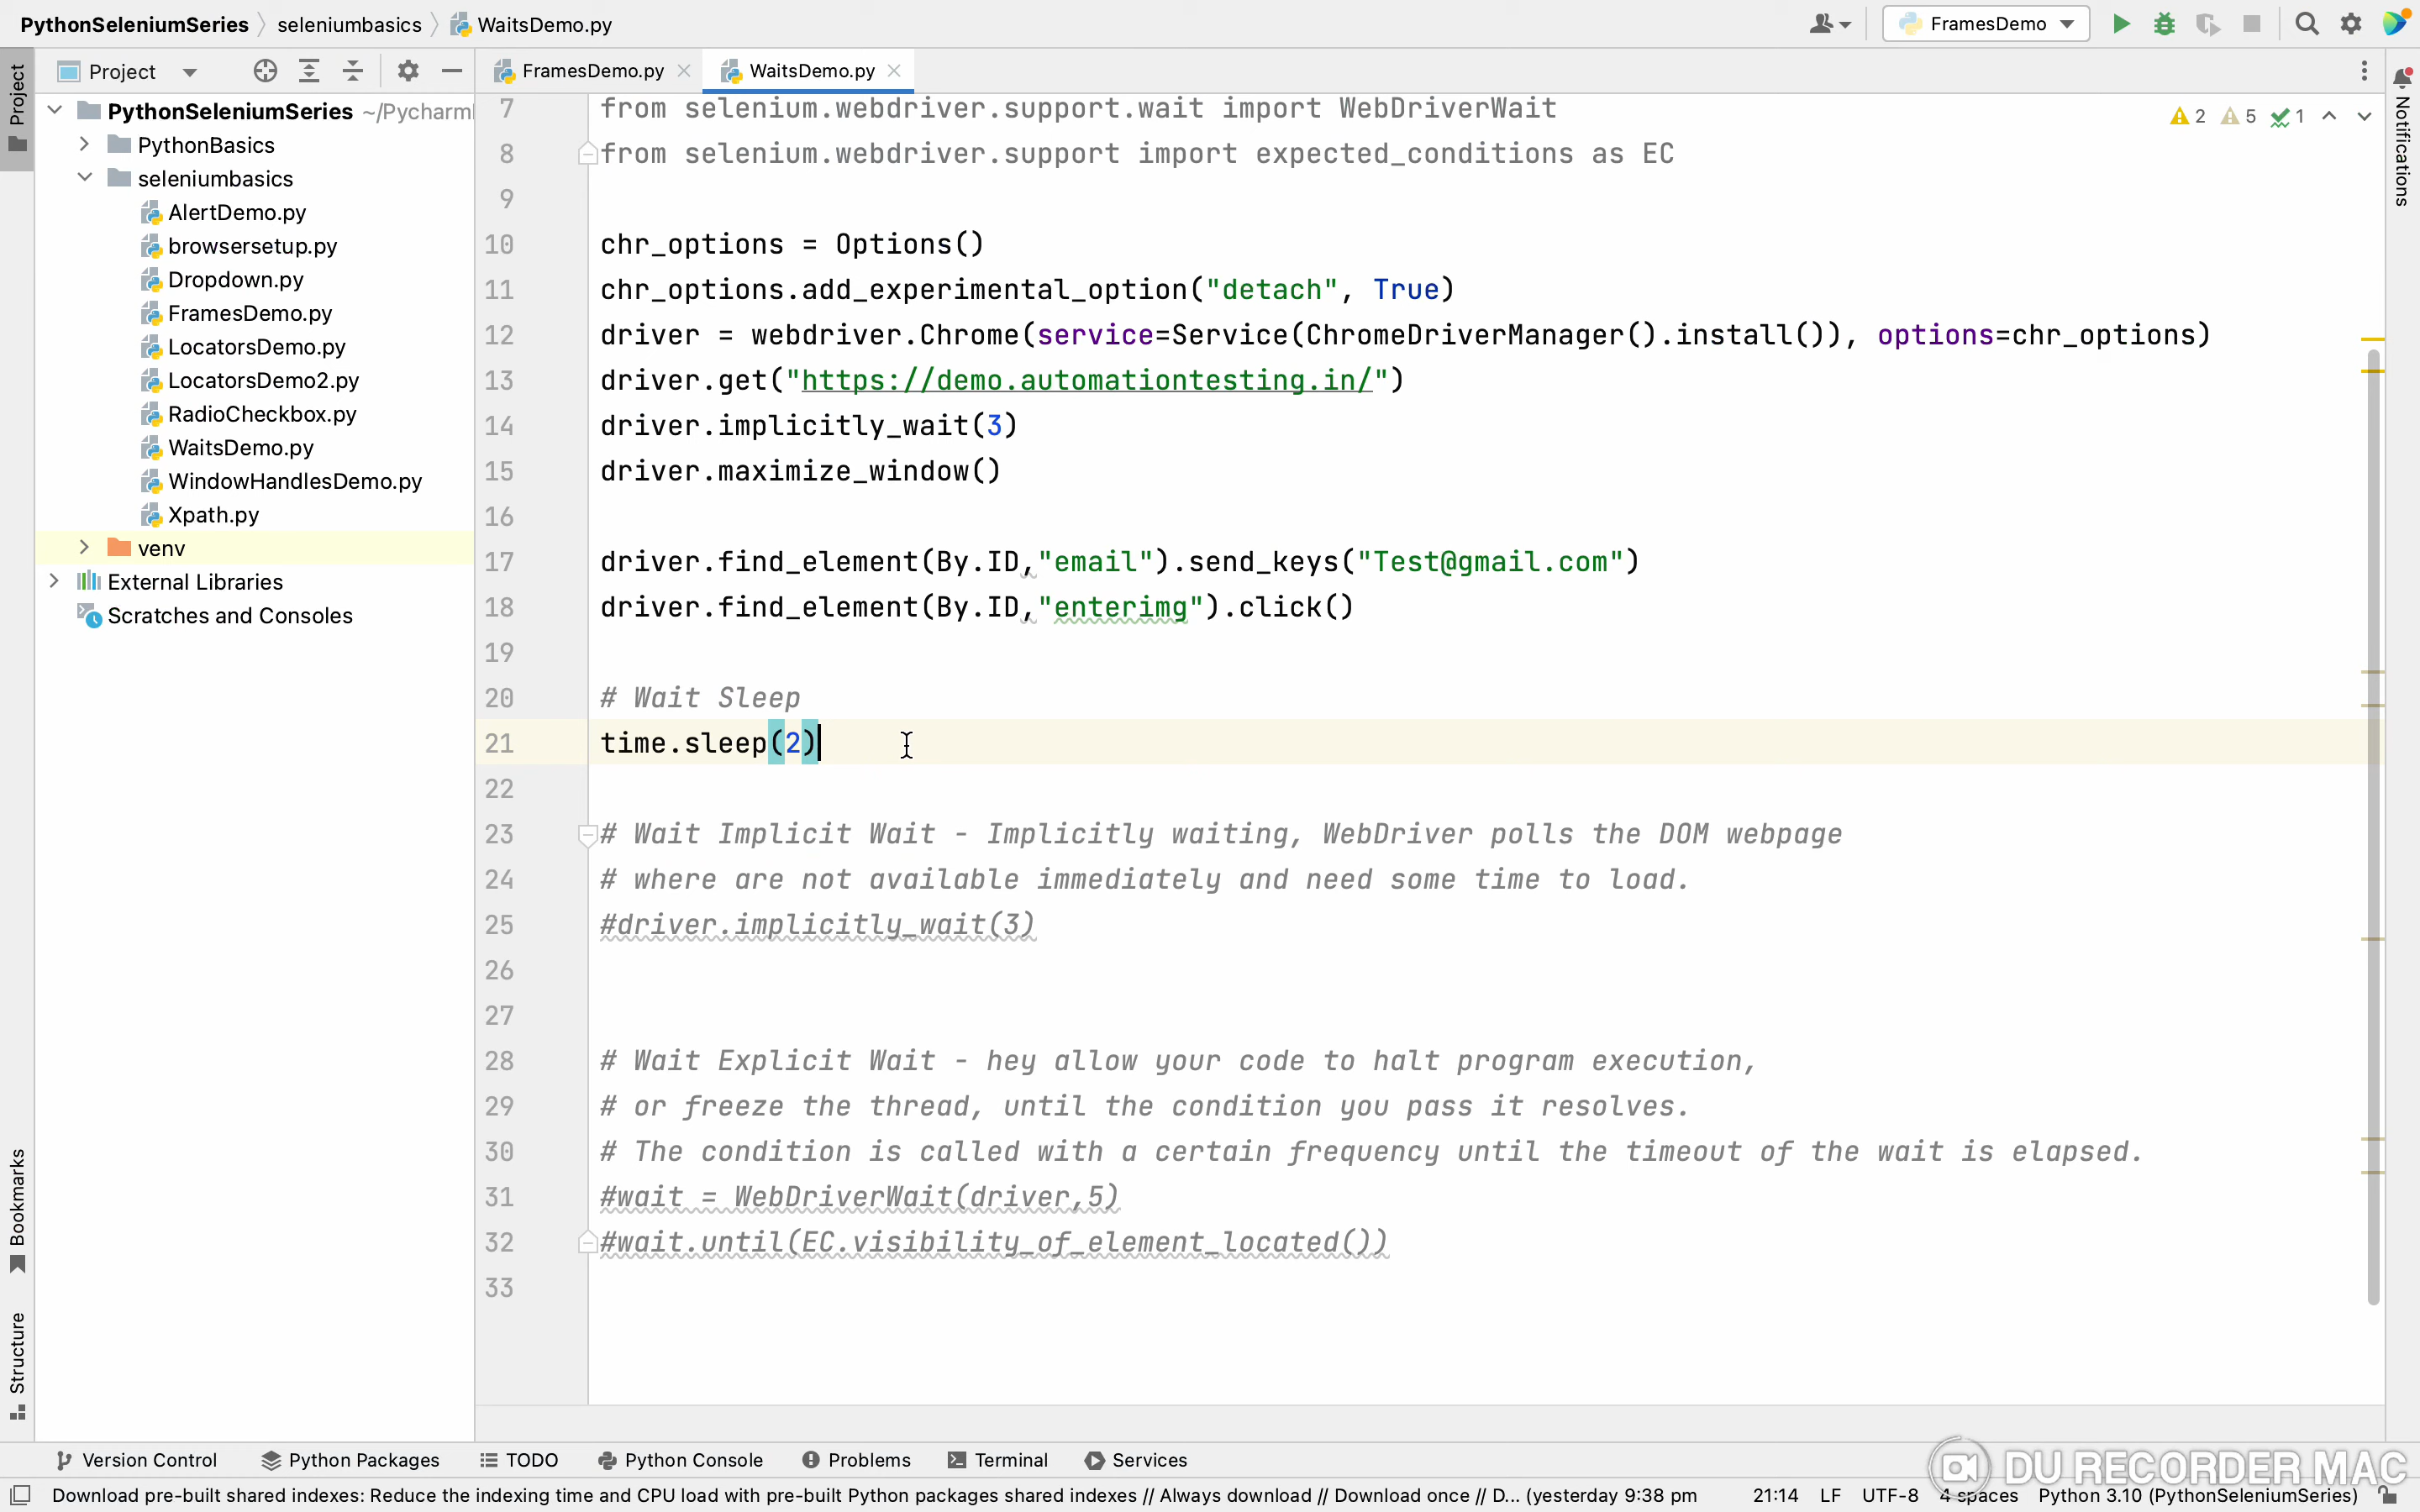 PythonSeleniumSeries seleniumbasics WaitsDemo.py FramesDemo
Project FramesDemo.py WaitsDemo.py
Project
Notifications
Bookmarks
Structure
PythonSeleniumSeries ~/Pycharm
PythonBasics
seleniumbasics
AlertDemo.py
browsersetup.py
Dropdown.py
FramesDemo.py
LocatorsDemo.py
LocatorsDemo2.py
RadioCheckbox.py
WaitsDemo.py
WindowHandlesDemo.py
Xpath.py
venv
External Libraries
Scratches and Consoles
2 5 1
7 from selenium.webdriver.support.wait import WebDriverWait
8 from selenium.webdriver.support import expected_conditions as EC
9
10 chr_options = Options()
11 chr_options.add_experimental_option("detach", True)
12 driver = webdriver.Chrome(service=Service(ChromeDriverManager().install()), options=chr_options)
13 driver.get("https://demo.automationtesting.in/")
14 driver.implicitly_wait(3)
15 driver.maximize_window()
16
17 driver.find_element(By.ID,"email").send_keys("Test@gmail.com")
18 driver.find_element(By.ID,"enterimg").click()
19
20 # Wait Sleep
21 time.sleep(2)
22
23 # Wait Implicit Wait - Implicitly waiting, WebDriver polls the DOM webpage
24 # where are not available immediately and need some time to load.
25 #driver.implicitly_wait(3)
26
27
28 # Wait Explicit Wait - hey allow your code to halt program execution,
29 # or freeze the thread, until the condition you pass it resolves.
30 # The condition is called with a certain frequency until the timeout of the wait is elapsed.
31 #wait = WebDriverWait(driver,5)
32 #wait.until(EC.visibility_of_element_located())
33
Version Control Python Packages TODO Python Console Problems Terminal Services
DU RECORDER MAC
Download pre-built shared indexes: Reduce the indexing time and CPU load with pre-built Python packages shared indexes // Always download // Download once // D... (yesterday 9:38 pm 21:14 LF UTF-8 4 spaces Python 3.10 (PythonSeleniumSeries)